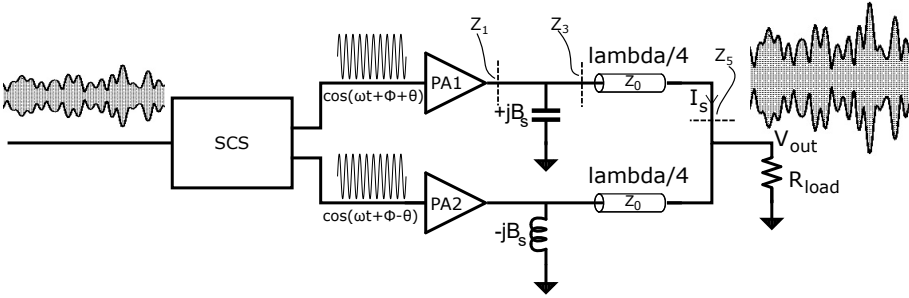 Z1
Z3
lambda/4
Z5
cos(ωt+Φ+θ)
PA1
Z0
+jBs
Is
SCS
Vout
lambda/4
Rload
cos(ωt+Φ-θ)
PA2
Z0
-jBs